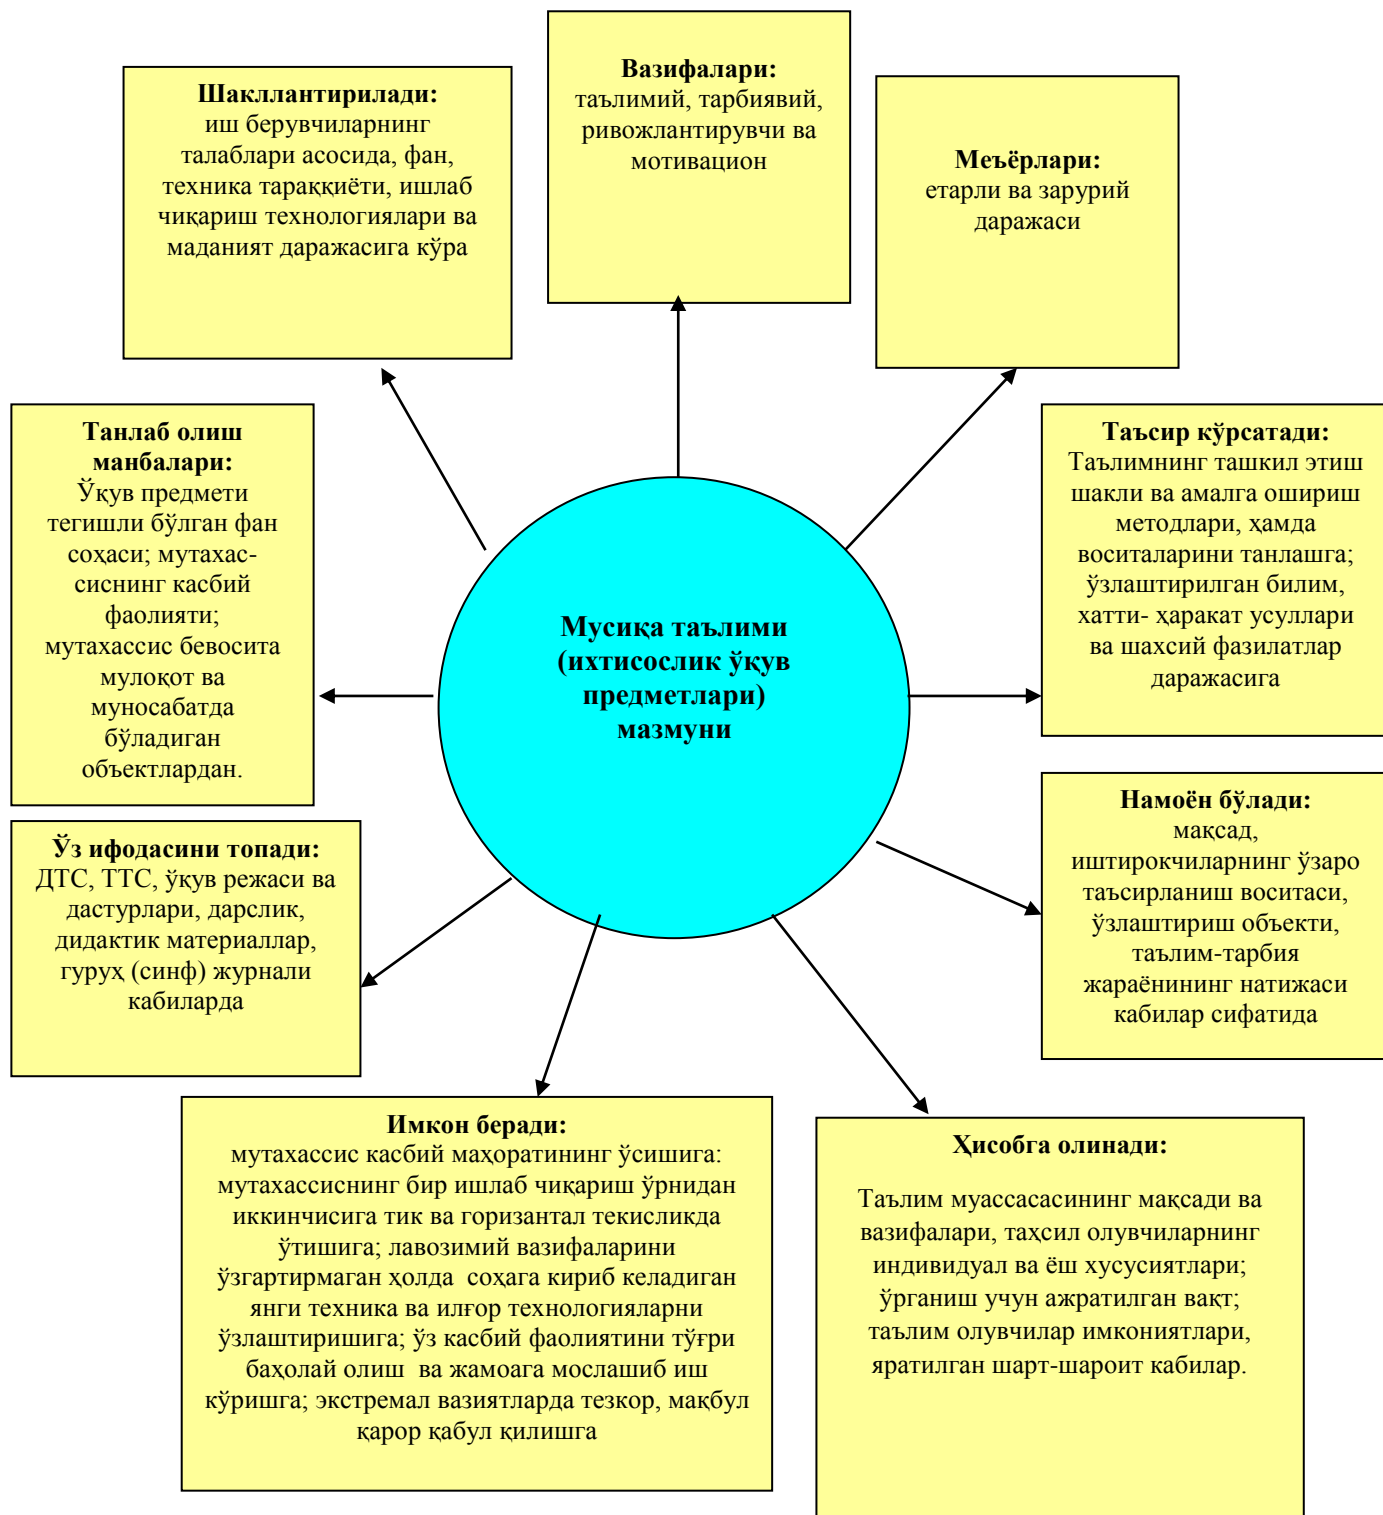 Вазифалари:
таълимий, тарбиявий,
ривожлантирувчи ва
мотивацион
Шакллантирилади:
иш берувчиларнинг
талаблари асосида, фан,
техника тараққиёти, ишлаб
чиқариш технологиялари ва
маданият даражасига кўра
Меъёрлари:
етарли ва зарурий
даражаси
Танлаб олиш
манбалари:
Ўқув предмети
тегишли бўлган фан
соҳаси; мутахас-
сиснинг касбий
фаолияти;
мутахассис бевосита
мулоқот ва
муносабатда
бўладиган
объектлардан.
Таъсир кўрсатади:
Таълимнинг ташкил этиш
шакли ва амалга ошириш
методлари, ҳамда
воситаларини танлашга;
ўзлаштирилган билим,
хатти- ҳаракат усуллари
ва шахсий фазилатлар
даражасига
Мусиқа таълими
(ихтисослик ўқув
предметлари)
мазмуни
Намоён бўлади:
мақсад,
иштирокчиларнинг ўзаро
таъсирланиш воситаси,
ўзлаштириш объекти,
таълим-тарбия
жараёнининг натижаси
кабилар сифатида
Ўз ифодасини топади:
ДТС, ТТС, ўқув режаси ва
дастурлари, дарслик,
дидактик материаллар,
гуруҳ (синф) журнали
кабиларда
Имкон беради:
мутахассис касбий маҳоратининг ўсишига:
мутахассиснинг бир ишлаб чиқариш ўрнидан
иккинчисига тик ва горизантал текисликда
ўтишига; лавозимий вазифаларини
ўзгартирмаган ҳолда соҳага кириб келадиган
янги техника ва илғор технологияларни
ўзлаштиришига; ўз касбий фаолиятини тўғри
баҳолай олиш ва жамоага мослашиб иш
кўришга; экстремал вазиятларда тезкор, мақбул
қарор қабул қилишга
Ҳисобга олинади:
Таълим муассасасининг мақсади ва
вазифалари, таҳсил олувчиларнинг
индивидуал ва ёш хусусиятлари;
ўрганиш учун ажратилган вақт;
таълим олувчилар имкониятлари,
яратилган шарт-шароит кабилар.